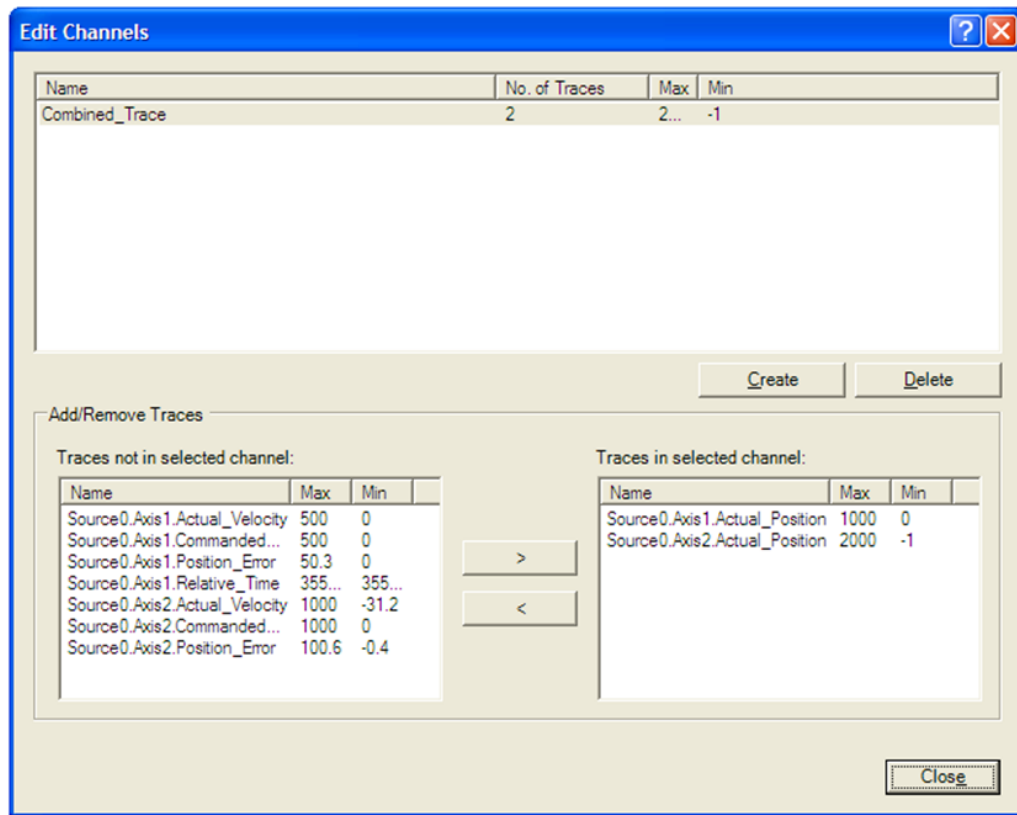 Edit Channels
Name No. of Traces Max Min
Combined_Trace 2 2... -1
Create Delete
Add/Remove Traces
Traces not in selected channel:
Name Max Min
Source0.Axis1.Actual_Velocity 500 0
Source0.Axis1.Commanded... 500 0
Source0.Axis1.Position_Error 50.3 0
Source0.Axis1.Relative_Time 355... 355...
Source0.Axis2.Actual_Velocity 1000 -31.2
Source0.Axis2.Commanded... 1000 0
Source0.Axis2.Position_Error 100.6 -0.4
>
<
Traces in selected channel:
Name Max Min
Source0.Axis1.Actual_Position 1000 0
Source0.Axis2.Actual_Position 2000 -1
Close